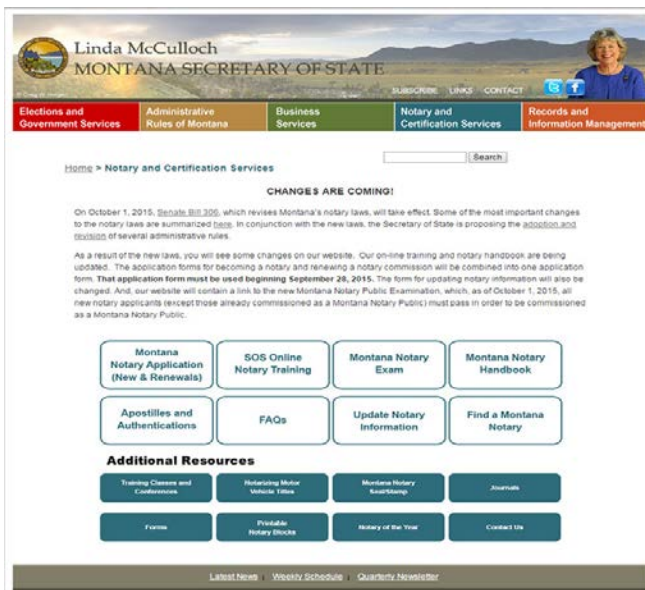 Linda McCulloch
MONTANA SECRETARY OF STATE
SUBSCRIBE LINKS CONTACT
Elections and
Government Services
Administrative
Rules of Montana
Business
Services
Notary and
Certification Services
Records and
Information Management
Search
Home > Notary and Certification Services
CHANGES ARE COMING!
On October 1, 2015, Senate Bill 306, which revises Montana's notary laws, will take effect. Some of the most important changes
to the notary laws are summarized here. In conjunction with the new laws, the Secretary of State is proposing the adoption and
revision of several administrative rules.
As a result of the new laws, you will see some changes on our website. Our on-line training and notary handbook are being
updated. The application forms for becoming a notary and renewing a notary commission will be combined into one application
form. That application form must be used beginning September 28, 2015. The form for updating notary information will also be
changed. And, our website will contain a link to the new Montana Notary Public Examination, which, as of October 1, 2015, all
new notary applicants (except those already commissioned as a Montana Notary Public) must pass in order to be commissioned
as a Montana Notary Public.
Montana
Notary Application
(New & Renewals)
SOS Online
Notary Training
Montana Notary
Exam
Montana Notary
Handbook
Apostilles and
Authentications
FAQs
Update Notary
Information
Find a Montana
Notary
Additional Resources
Training Classes and
Conferences
Notarizing Motor
Vehicle Titles
Montana Notary
Seal/Stamp
Journals
Forms
Printable
Notary Blocks
Notary of the Year
Contact Us
Latest News | Weekly Schedule | Quarterly Newsletter